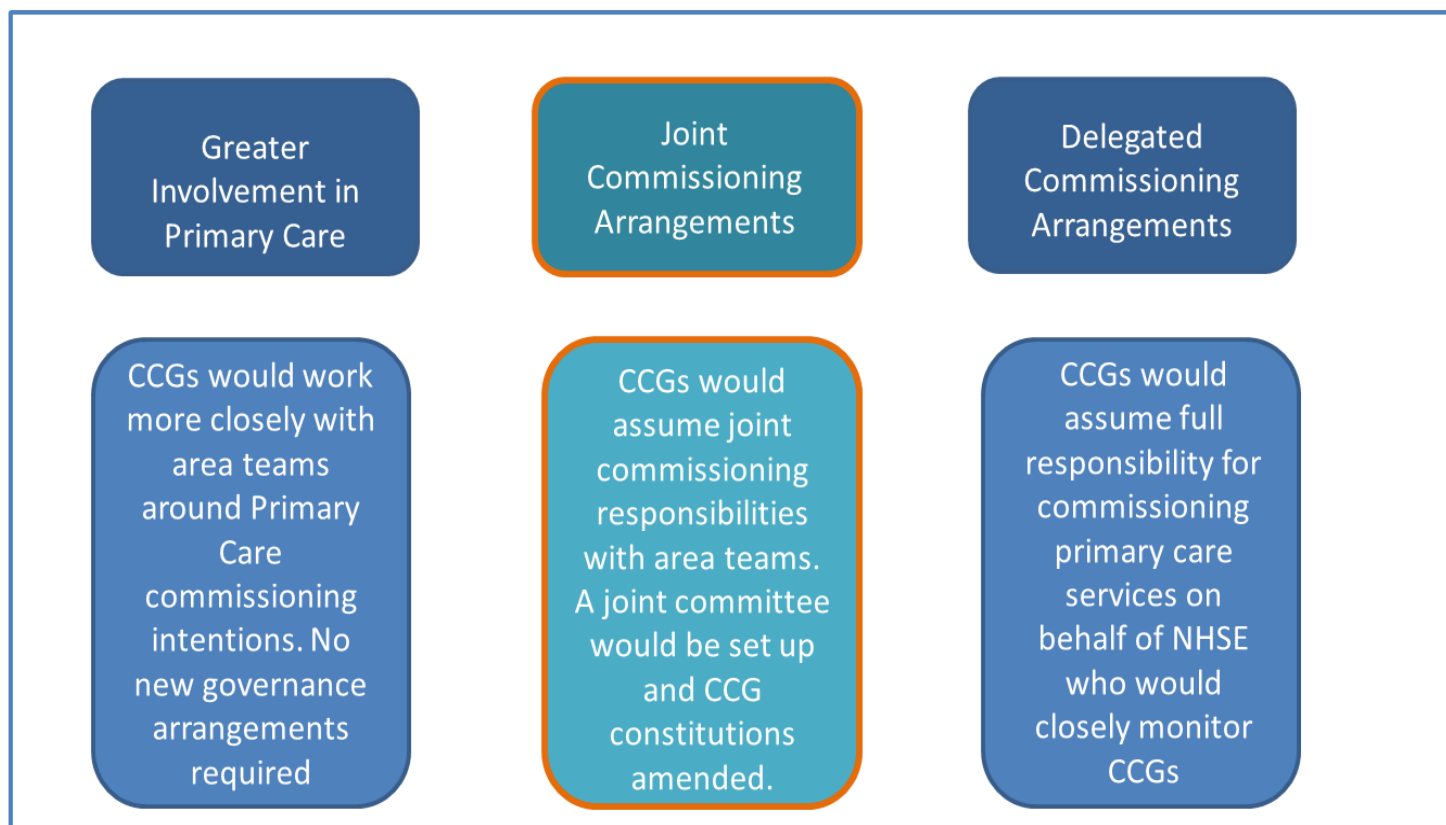 Greater
Involvement in
Primary Care
Joint
Commissioning
Arrangements
Delegated
Commissioning
Arrangements
CCGs would work
more closely with
area teams
around Primary
Care
commissioning
intentions. No
new governance
arrangements
required
CCGs would
assume joint
commissioning
responsibilities
with area teams.
A joint committee
would be set up
and CCG
constitutions
amended.
CCGs would
assume full
responsibility for
commissioning
primary care
services on
behalf of NHSE
who would
closely monitor
CCGs